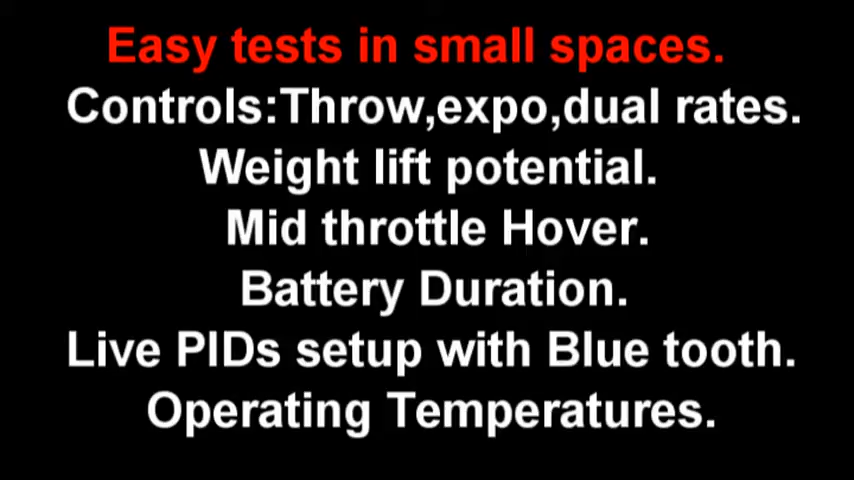 Easy tests in small spaces.
Controls:Throw,expo,dual rates.
Weight lift potential.
Mid throttle Hover.
Battery Duration.
Live PIDs setup with Blue tooth.
Operating Temperatures.